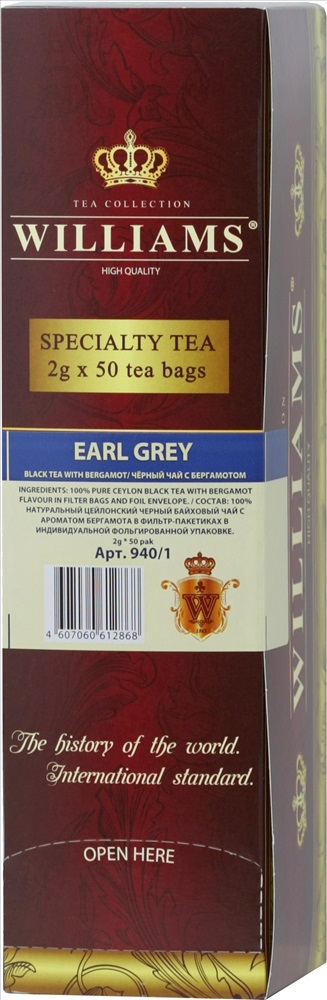 TEA COLLECTION
WILLIAMS®
HIGH QUALITY
SPECIALTY TEA
2g x 50 tea bags
EARL GREY
BLACK TEA WITH BERGAMOT/ ЧЁРНЫЙ ЧАЙ С БЕРГАМОТОМ
INGREDIENTS: 100% PURE CEYLON BLACK TEA WITH BERGAMOT
FLAVOUR IN FILTER BAGS AND FOIL ENVELOPE. / СОСТАВ: 100%
НАТУРАЛЬНЫЙ ЦЕЙЛОНСКИЙ ЧЕРНЫЙ БАЙХОВЫЙ ЧАЙ С
АРОМАТОМ БЕРГАМОТА В ФИЛЬТР-ПАКЕТИКАХ В
ИНДИВИДУАЛЬНОЙ ФОЛЬГИРОВАННОЙ УПАКОВКЕ.
2g * 50 pak
Арт. 940/1
4 607060 612868
W
The history of the world.
International standard.
OPEN HERE
WILLIAMS®
HIGH QUALITY